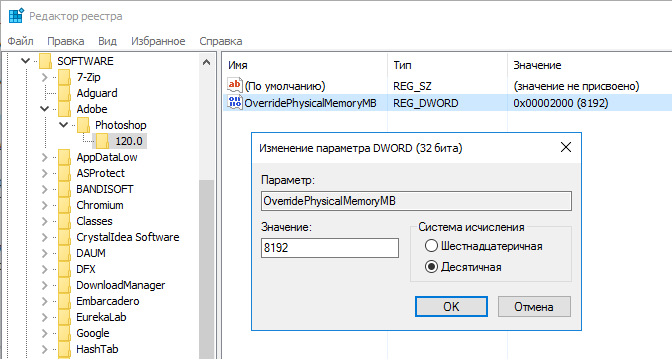 Редактор реестра
Файл Правка Вид Избранное Справка
SOFTWARE
7-Zip
Adguard
Adobe
Photoshop
120.0
AppDataLow
ASProtect
BANDISOFT
Chromium
Classes
CrystalIdea Software
DAUM
DFX
DownloadManager
Embarcadero
EurekaLab
Google
HashTab
Имя Тип Значение
ab (По умолчанию) REG_SZ (значение не присвоено)
OverridePhysicalMemoryMB REG_DWORD 0x00002000 (8192)
Изменение параметра DWORD (32 бита)
Параметр:
OverridePhysicalMemoryMB
Значение:
8192
Система исчисления
Шестнадцатеричная
Десятичная
OK Отмена